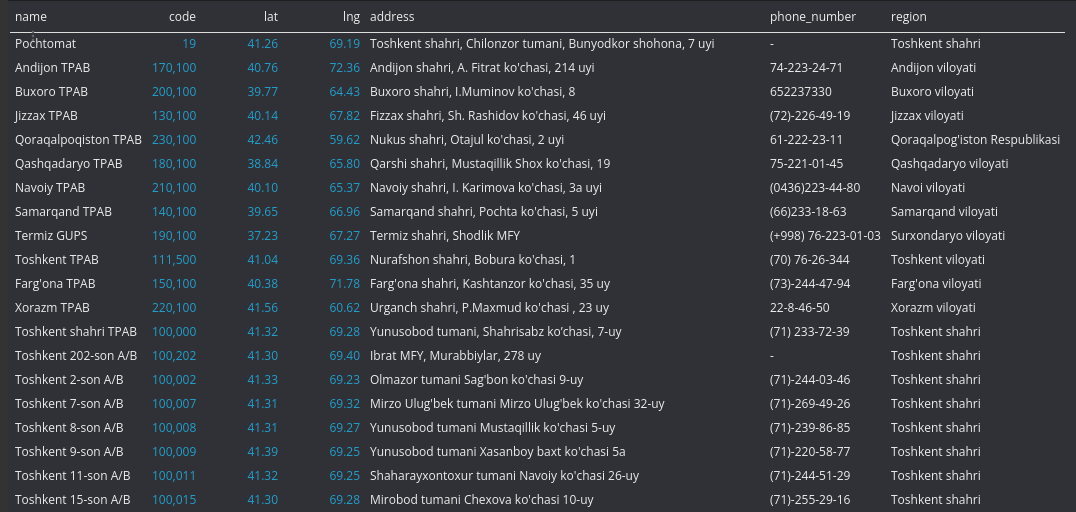 name code lat lng address phone_number region
Pochtomat 19 41.26 69.19 Toshkent shahri, Chilonzor tumani, Bunyodkor shohona, 7 uyi - Toshkent shahri
Andijon TPAB 170,100 40.76 72.36 Andijon shahri, A. Fitrat ko'chasi, 214 uyi 74-223-24-71 Andijon viloyati
Buxoro TPAB 200,100 39.77 64.43 Buxoro shahri, I.Muminov ko'chasi, 8 652237330 Buxoro viloyati
Jizzax TPAB 130,100 40.14 67.82 Fizzax shahri, Sh. Rashidov ko'chasi, 46 uyi (72)-226-49-19 Jizzax viloyati
Qoraqalpoqiston TPAB 230,100 42.46 59.62 Nukus shahri, Otajul ko'chasi, 2 uyi 61-222-23-11 Qoraqalpog'iston Respublikasi
Qashqadaryo TPAB 180,100 38.84 65.80 Qarshi shahri, Mustaqillik Shox ko'chasi, 19 75-221-01-45 Qashqadaryo viloyati
Navoiy TPAB 210,100 40.10 65.37 Navoiy shahri, I. Karimova ko'chasi, 3a uyi (0436)223-44-80 Navoi viloyati
Samarqand TPAB 140,100 39.65 66.96 Samarqand shahri, Pochta ko'chasi, 5 uyi (66)233-18-63 Samarqand viloyati
Termiz GUPS 190,100 37.23 67.27 Termiz shahri, Shodlik MFY (+998) 76-223-01-03 Surxondaryo viloyati
Toshkent TPAB 111,500 41.04 69.36 Nurafshon shahri, Bobura ko'chasi, 1 (70) 76-26-344 Toshkent viloyati
Farg'ona TPAB 150,100 40.38 71.78 Farg'ona shahri, Kashtanzor ko'chasi, 35 uy (73)-244-47-94 Farg'ona viloyati
Xorazm TPAB 220,100 41.56 60.62 Urganch shahri, P.Maxmud ko'chasi , 23 uy 22-8-46-50 Xorazm viloyati
Toshkent shahri TPAB 100,000 41.32 69.28 Yunusobod tumani, Shahrisabz ko‘chasi, 7-uy (71) 233-72-39 Toshkent shahri
Toshkent 202-son A/B 100,202 41.30 69.40 Ibrat MFY, Murabbiylar, 278 uy - Toshkent shahri
Toshkent 2-son A/B 100,002 41.33 69.23 Olmazor tumani Sag'bon ko'chasi 9-uy (71)-244-03-46 Toshkent shahri
Toshkent 7-son A/B 100,007 41.31 69.32 Mirzo Ulug'bek tumani Mirzo Ulug'bek ko'chasi 32-uy (71)-269-49-26 Toshkent shahri
Toshkent 8-son A/B 100,008 41.31 69.27 Yunusobod tumani Mustaqillik ko'chasi 5-uy (71)-239-86-85 Toshkent shahri
Toshkent 9-son A/B 100,009 41.39 69.25 Yunusobod tumani Xasanboy baxt ko'chasi 5a (71)-220-58-77 Toshkent shahri
Toshkent 11-son A/B 100,011 41.32 69.25 Shaharayxontoxur tumani Navoiy ko'chasi 26-uy (71)-244-51-29 Toshkent shahri
Toshkent 15-son A/B 100,015 41.30 69.28 Mirobod tumani Chexova ko'chasi 10-uy (71)-255-29-16 Toshkent shahri